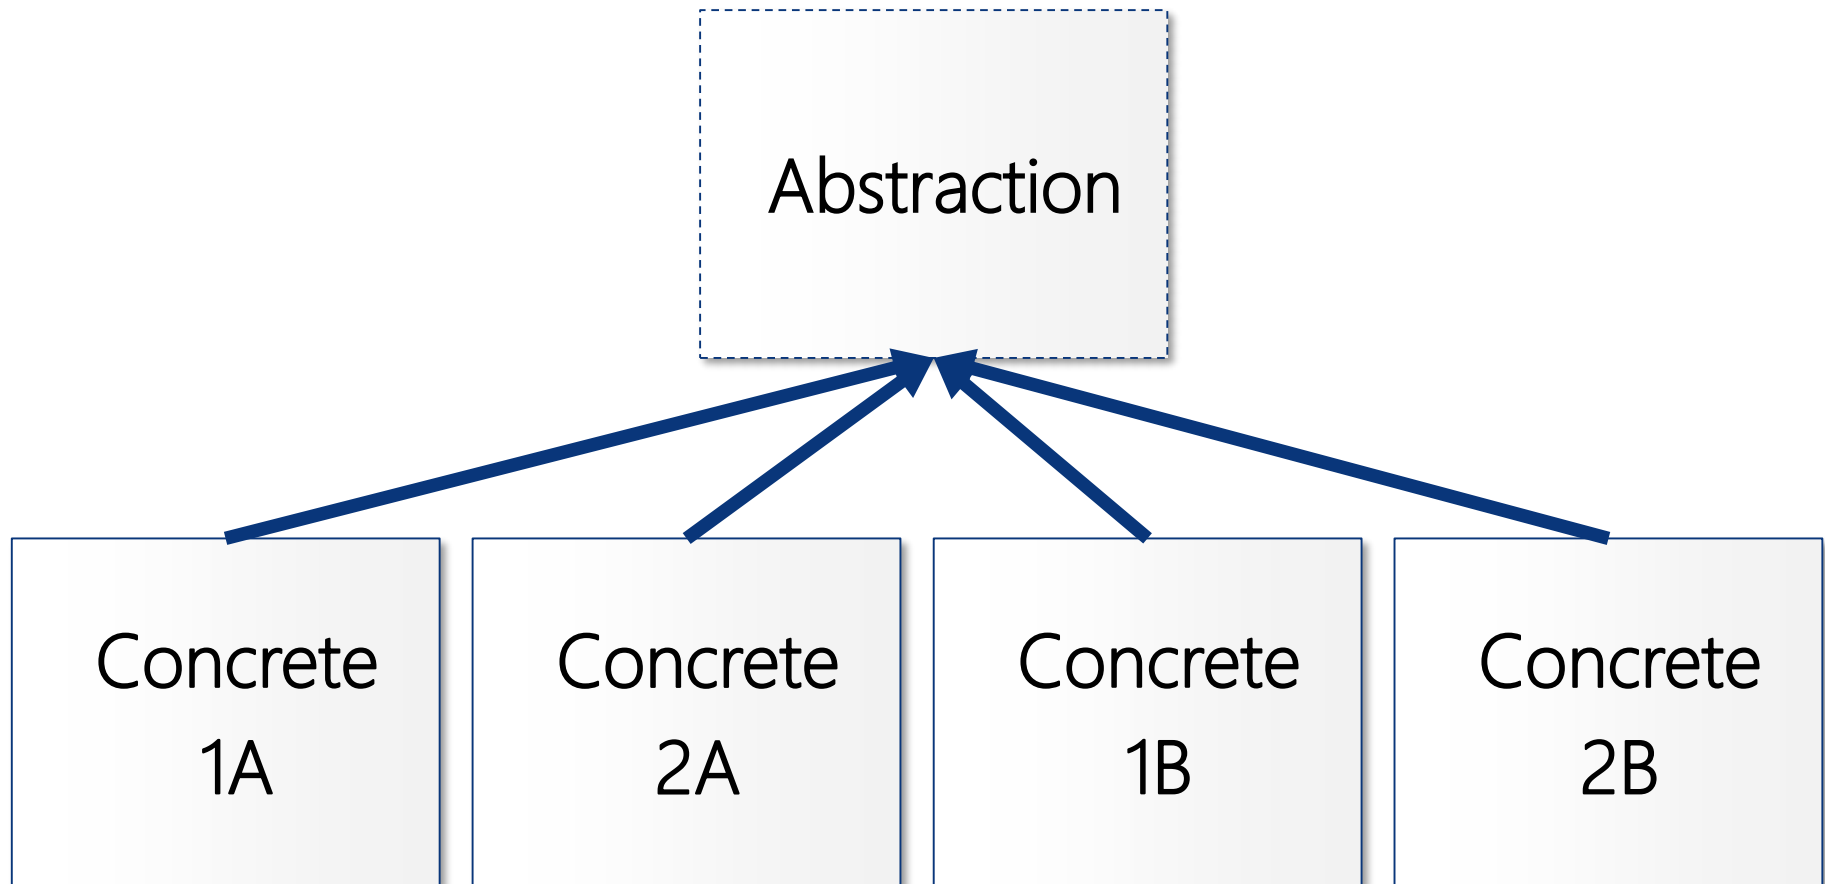 Abstraction
Concrete
1A
Concrete
2A
Concrete
1B
Concrete
2B